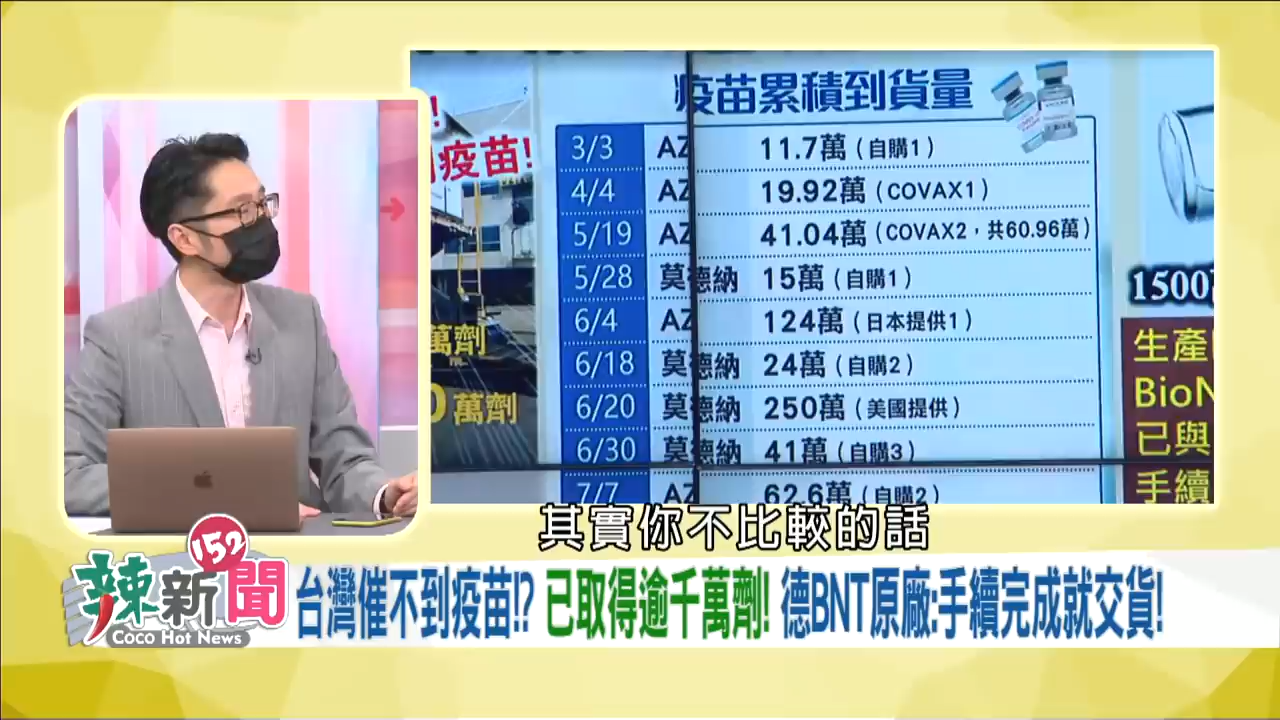 疫苗累積到貨量
疫苗!
3/3 AZ 11.7萬(自購1)
4/4 AZ 19.92萬(COVAX1)
5/19 AZ 41.04萬(COVAX2,共60.96萬)
5/28 莫德納 15萬(自購1)
6/4 AZ 124萬(日本提供1)
6/18 莫德納 24萬(自購2)
6/20 莫德納 250萬(美國提供)
6/30 莫德納 41萬(自購3)
7/7 AZ 62.6萬(自購2)
萬劑
0萬劑
1500
生產
BioN
已與
手續
其實你不比較的話
152
辣新聞
Coco Hot News
台灣催不到疫苗!? 已取得逾千萬劑! 德BNT原廠:手續完成就交貨!